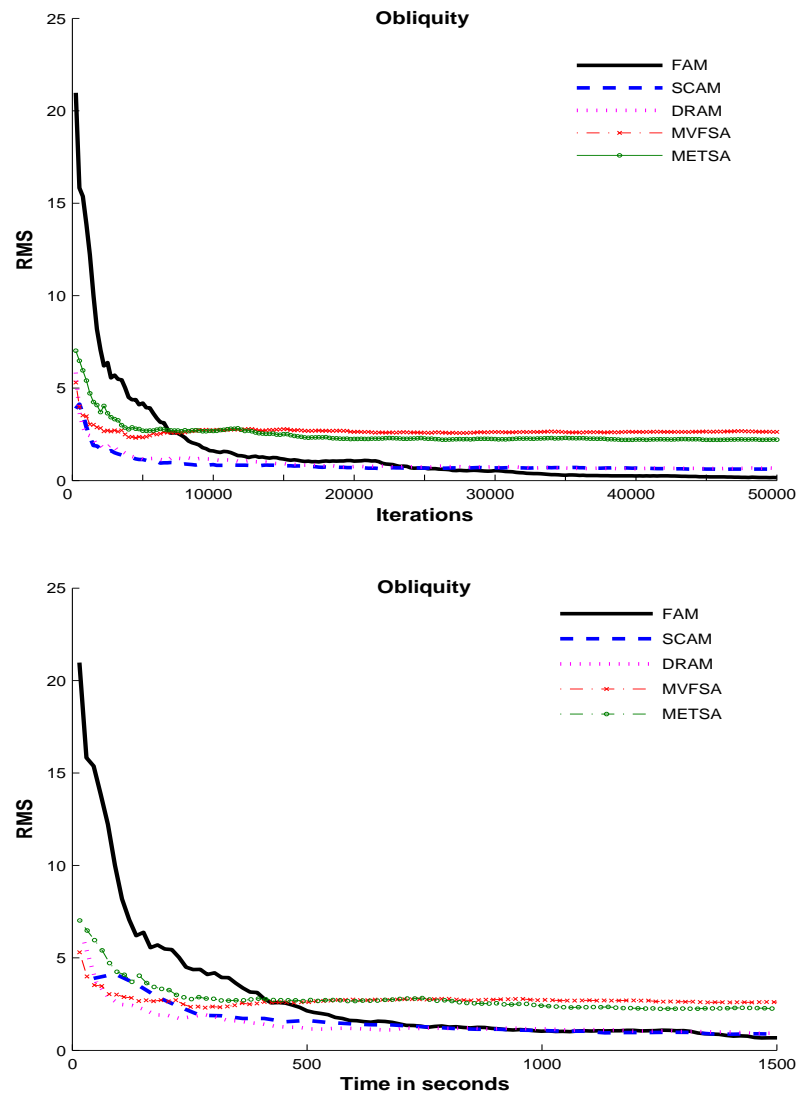 Obliquity
25
20
15
10
5
0
RMS
FAM
SCAM
DRAM
MVFSA
METSA
0 10000 20000 30000 40000 50000
Iterations
Obliquity
25
20
15
10
5
0
RMS
FAM
SCAM
DRAM
MVFSA
METSA
0 500 1000 1500
Time in seconds